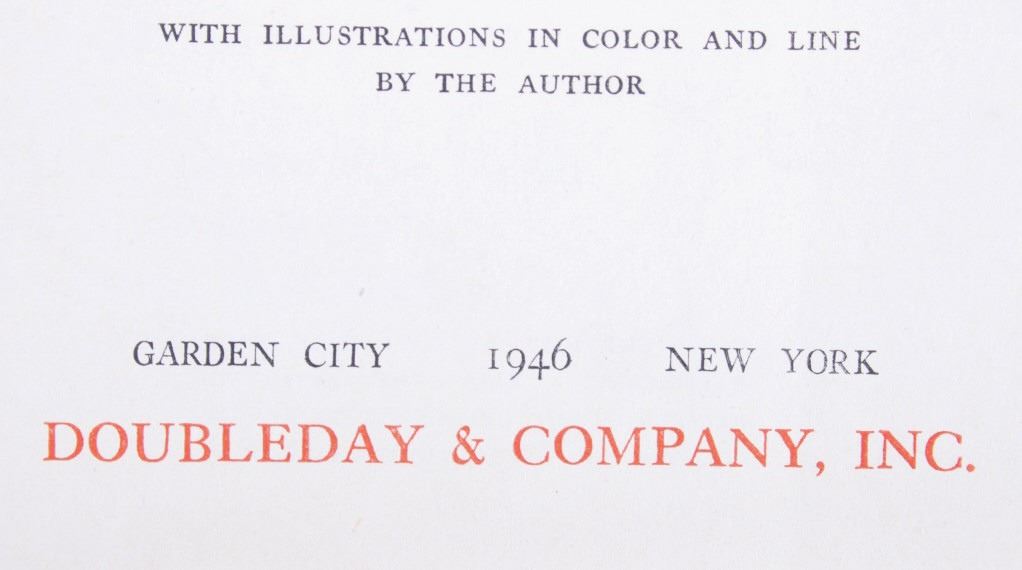 WITH ILLUSTRATIONS IN COLOR AND LINE
BY THE AUTHOR
GARDEN CITY 1946 NEW YORK
DOUBLEDAY & COMPANY, INC.